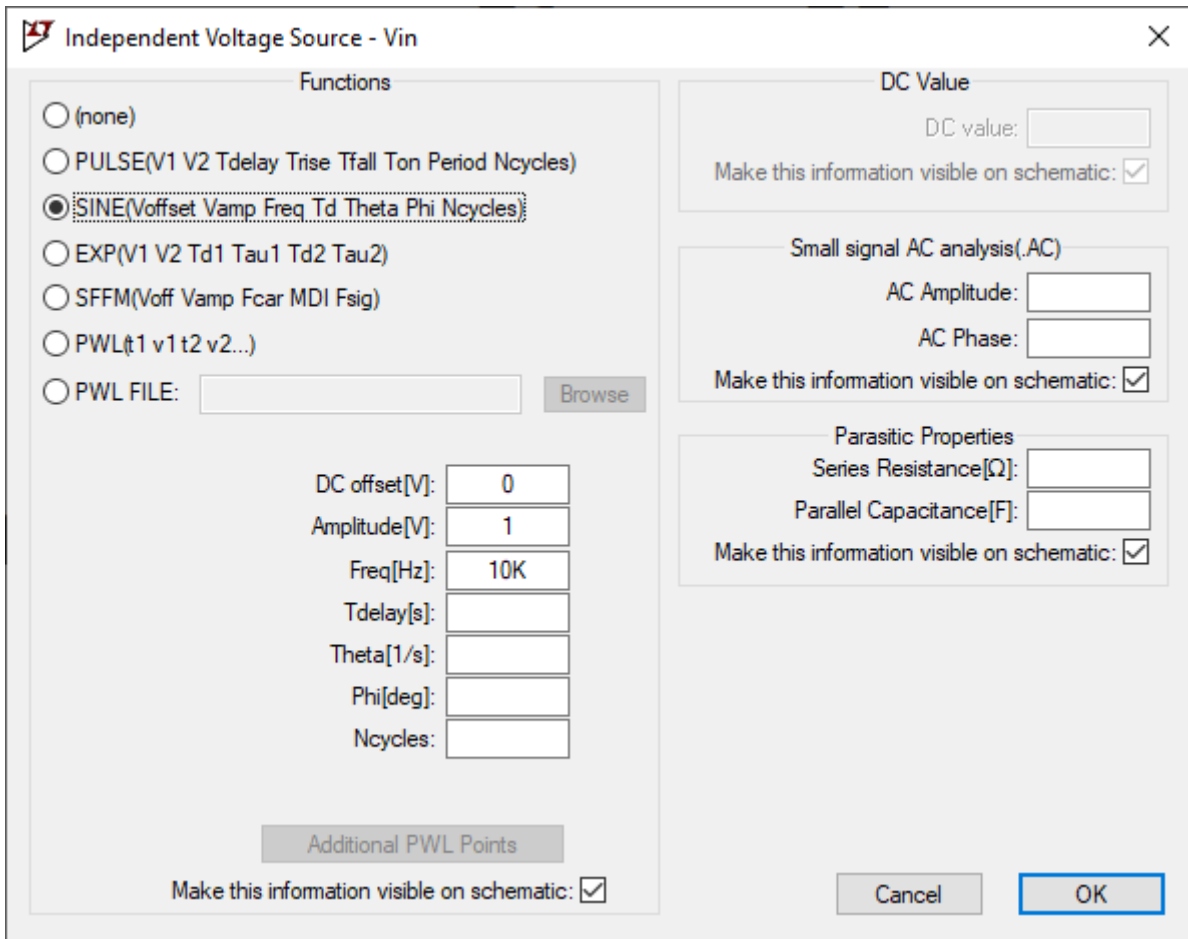 Independent Voltage Source - Vin
Functions
(none)
PULSE(V1 V2 Tdelay Trise Tfall Ton Period Ncycles)
SINE(Voffset Vamp Freq Td Theta Phi Ncycles)
EXP(V1 V2 Td1 Tau1 Td2 Tau2)
SFFM(Voff Vamp Fcar MDI Fsig)
PWL(t1 v1 t2 v2...)
PWL FILE:
Browse
DC offset[V]: 0
Amplitude[V]: 1
Freq[Hz]: 10K
Tdelay[s]:
Theta[1/s]:
Phi[deg]:
Ncycles:
Additional PWL Points
Make this information visible on schematic:
DC Value
DC value:
Make this information visible on schematic:
Small signal AC analysis(.AC)
AC Amplitude:
AC Phase:
Make this information visible on schematic:
Parasitic Properties
Series Resistance[Ω]:
Parallel Capacitance[F]:
Make this information visible on schematic:
Cancel
OK